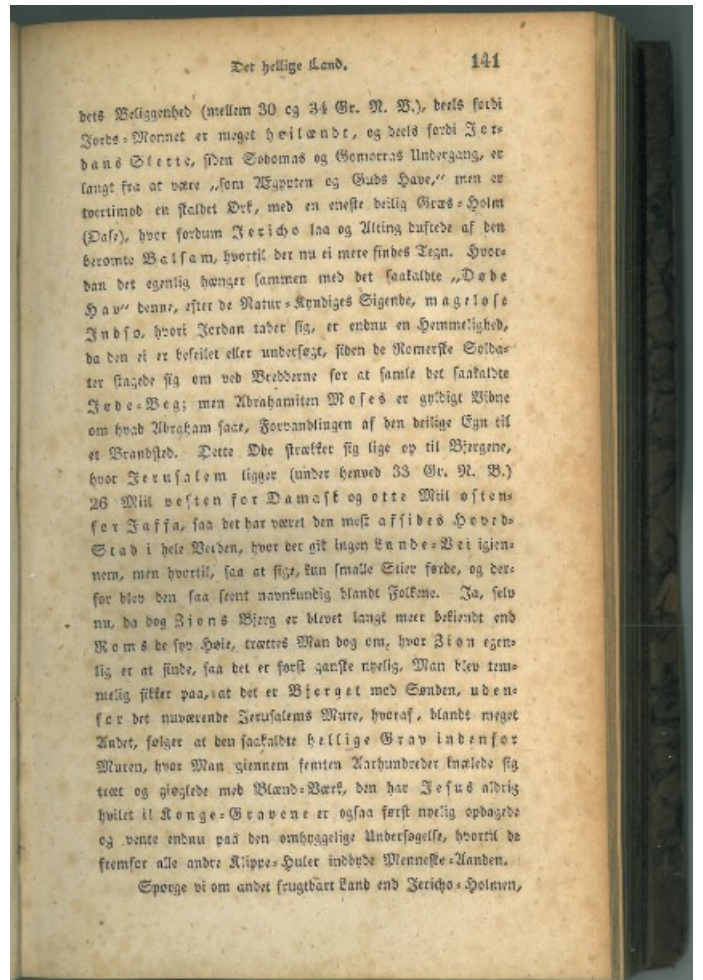 Det hellige Land. 141
dets Beliggenhed (mellem 30 og 34 Gr. N. B.), deels fordi
Jords=Monnet er meget høilændt, og deels fordi Jor=
dans Slette, siden Sodomas og Gomorras Undergang, er
langt fra at være „som Ægypten og Guds Have,“ men er
tvertimod en skaldet Ørk, med en eneste deilig Græs=Holm
(Oase), hvor fordum Jericho laa og Alting duftede af den
berømte Balsam, hvortil der nu ei mere findes Tegn. Hvor=
dan det egenlig hænger sammen med det saakaldte „Døde
Hav“ denne, efter de Natur=Kyndiges Sigende, mageløse
Indsø, hvori Jordan taber sig, er endnu en Hemmelighed,
da den ei er beseilet eller undersøgt, siden de Romerske Solda=
ter stagede sig om ved Bredderne for at samle det saakaldte
Jøde=Beg; men Abrahamiten Moses er gyldigt Vidne
om hvad Abraham saae, Forvandlingen af den deilige Egn til
et Brandsted. Dette Øde strækker sig lige op til Bjergene,
hvor Jerusalem ligger (under henved 33 Gr. N. B.)
26 Miil vesten for Damask og otte Miil østen=
for Jaffa, saa det har været den mest afsides Hoved=
Stad i hele Verden, hvor der gik ingen Lande=Vei igien=
nem, men hvortil, saa at sige, kun smalle Stier førde, og der=
for blev den saa seent navnkundig blandt Folkene. Ja, selv
nu, da dog Zions Bjerg er blevet langt meer bekiendt end
Roms de syv Høie, trættes Man dog om, hvor Zion egen=
lig er at finde, saa det er først ganske nyelig, Man blev tem=
melig sikker paa, at det er Bjerget med Sønden, uden=
for det nuværende Jerusalems Mure, hvoraf, blandt meget
Andet, følger at den saakaldte hellige Grav indenfor
Muren, hvor Man giennem femten Aarhundreder knælede sig
træt og gjøglede med Blænd=Værk, den har Jesus aldrig
hvilet i! Konge=Gravene er ogsaa først nyelig opdagede
og vente endnu paa den omhyggelige Undersøgelse, hvortil de
fremfor alle andre Klippe=Huler indbyde Menneske=Aanden.
Spørge vi om andet frugtbart Land end Jericho=Holmen,